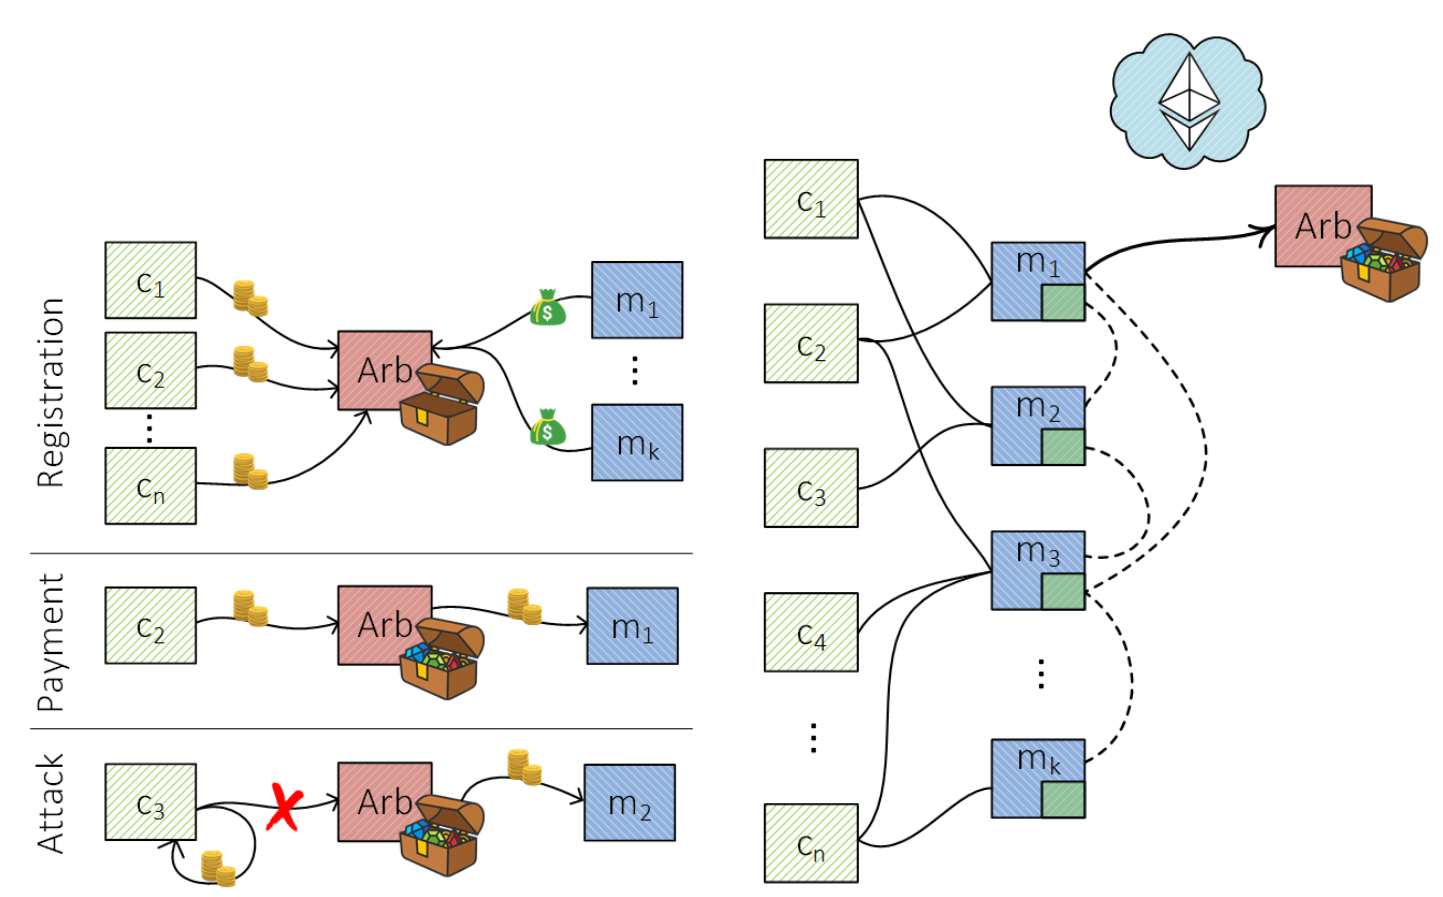 Registration
c₁
c₂
⋮
cₙ
Arb
$
$
m₁
⋮
mₖ
Payment
c₂
Arb
m₁
Attack
c₃
Arb
m₂
c₁
c₂
c₃
c₄
⋮
cₙ
m₁
m₂
m₃
⋮
mₖ
Arb